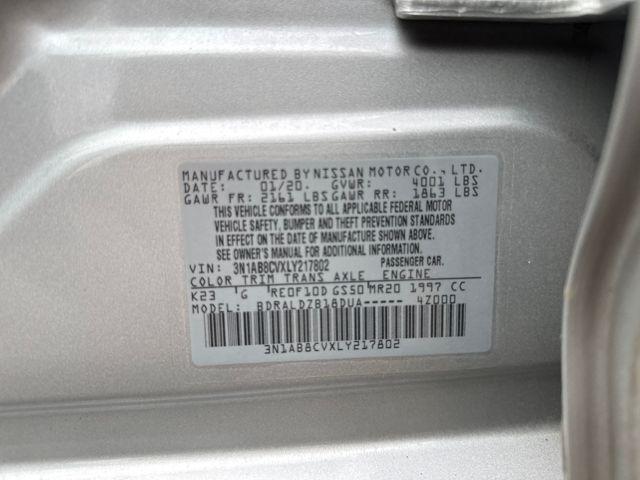 MANUFACTURED BY NISSAN MOTOR CO., LTD.
DATE: 01/20. GVWR: 4001 LBS
GAWR FR: 2161 LBS GAWR RR: 1863 LBS
THIS VEHICLE CONFORMS TO ALL APPLICABLE FEDERAL MOTOR
VEHICLE SAFETY, BUMPER AND THEFT PREVENTION STANDARDS
IN EFFECT ON THE DATE OF MANUFACTURE SHOWN ABOVE.
SEE OWNER'S MANUAL FOR ADDITIONAL INFORMATION.
VIN: 3N1AB8CVXLY217802 PASSENGER CAR.
COLOR TRIM TRANS AXLE ENGINE
K23 G RE0F10D GS50 MR20 1997 CC
MODEL: BDRALDZB18DUA----- 4Z000
3N1AB8CVXLY217802